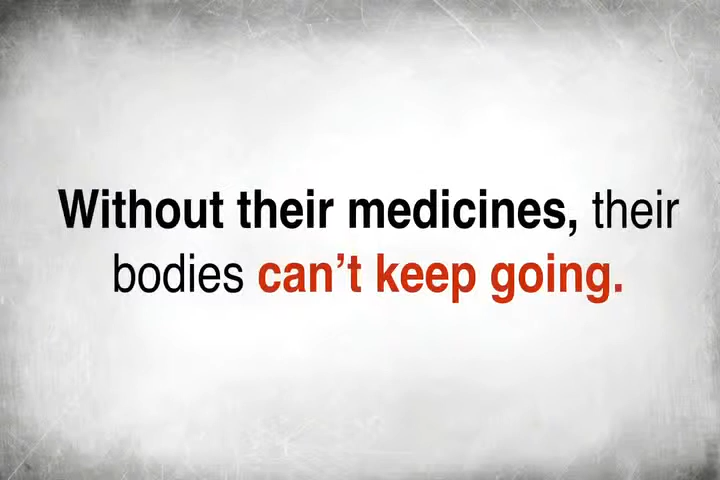 Without their medicines, their
bodies can’t keep going.